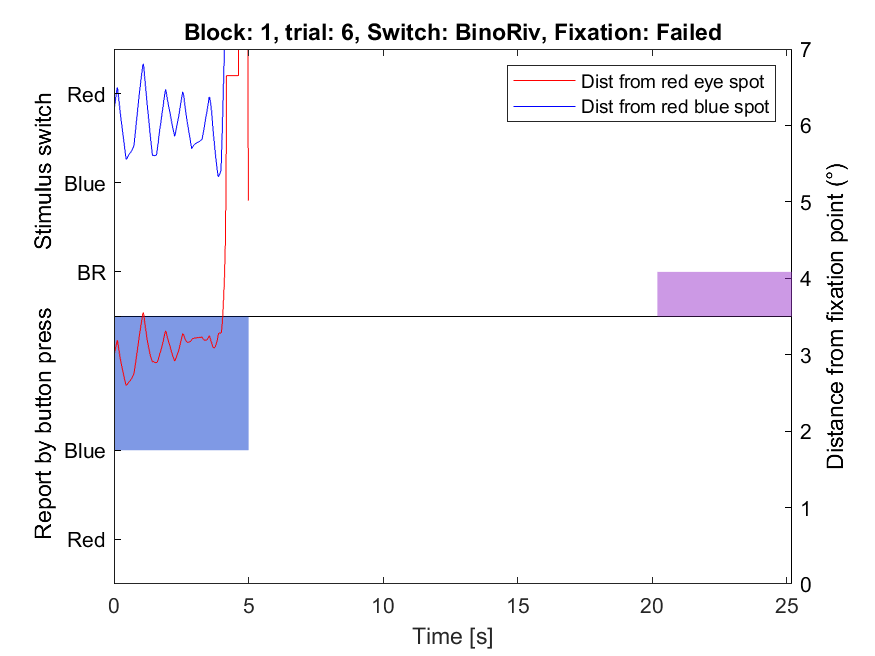 Block: 1, trial: 6, Switch: BinoRiv, Fixation: Failed
Dist from red eye spot
Dist from red blue spot
Stimulus switch
Red
Blue
BR
Report by button press
Blue
Red
7
6
5
4
3
2
1
0
Distance from fixation point (°)
0
5
10
15
20
25
Time [s]